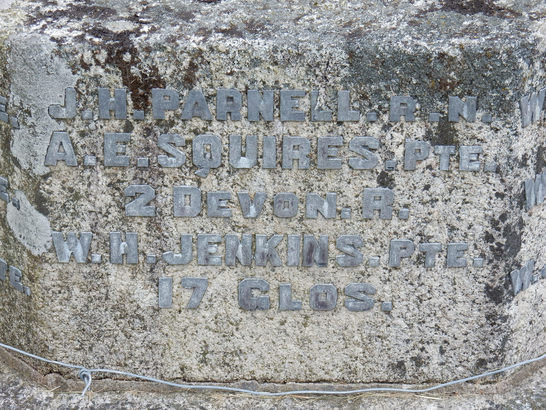 J.H.PARNELL.R.N.
A.E.SQUIRES.PTE.
2 DEVON.R.
W.H.JENKINS.PTE.
17 GLOS.